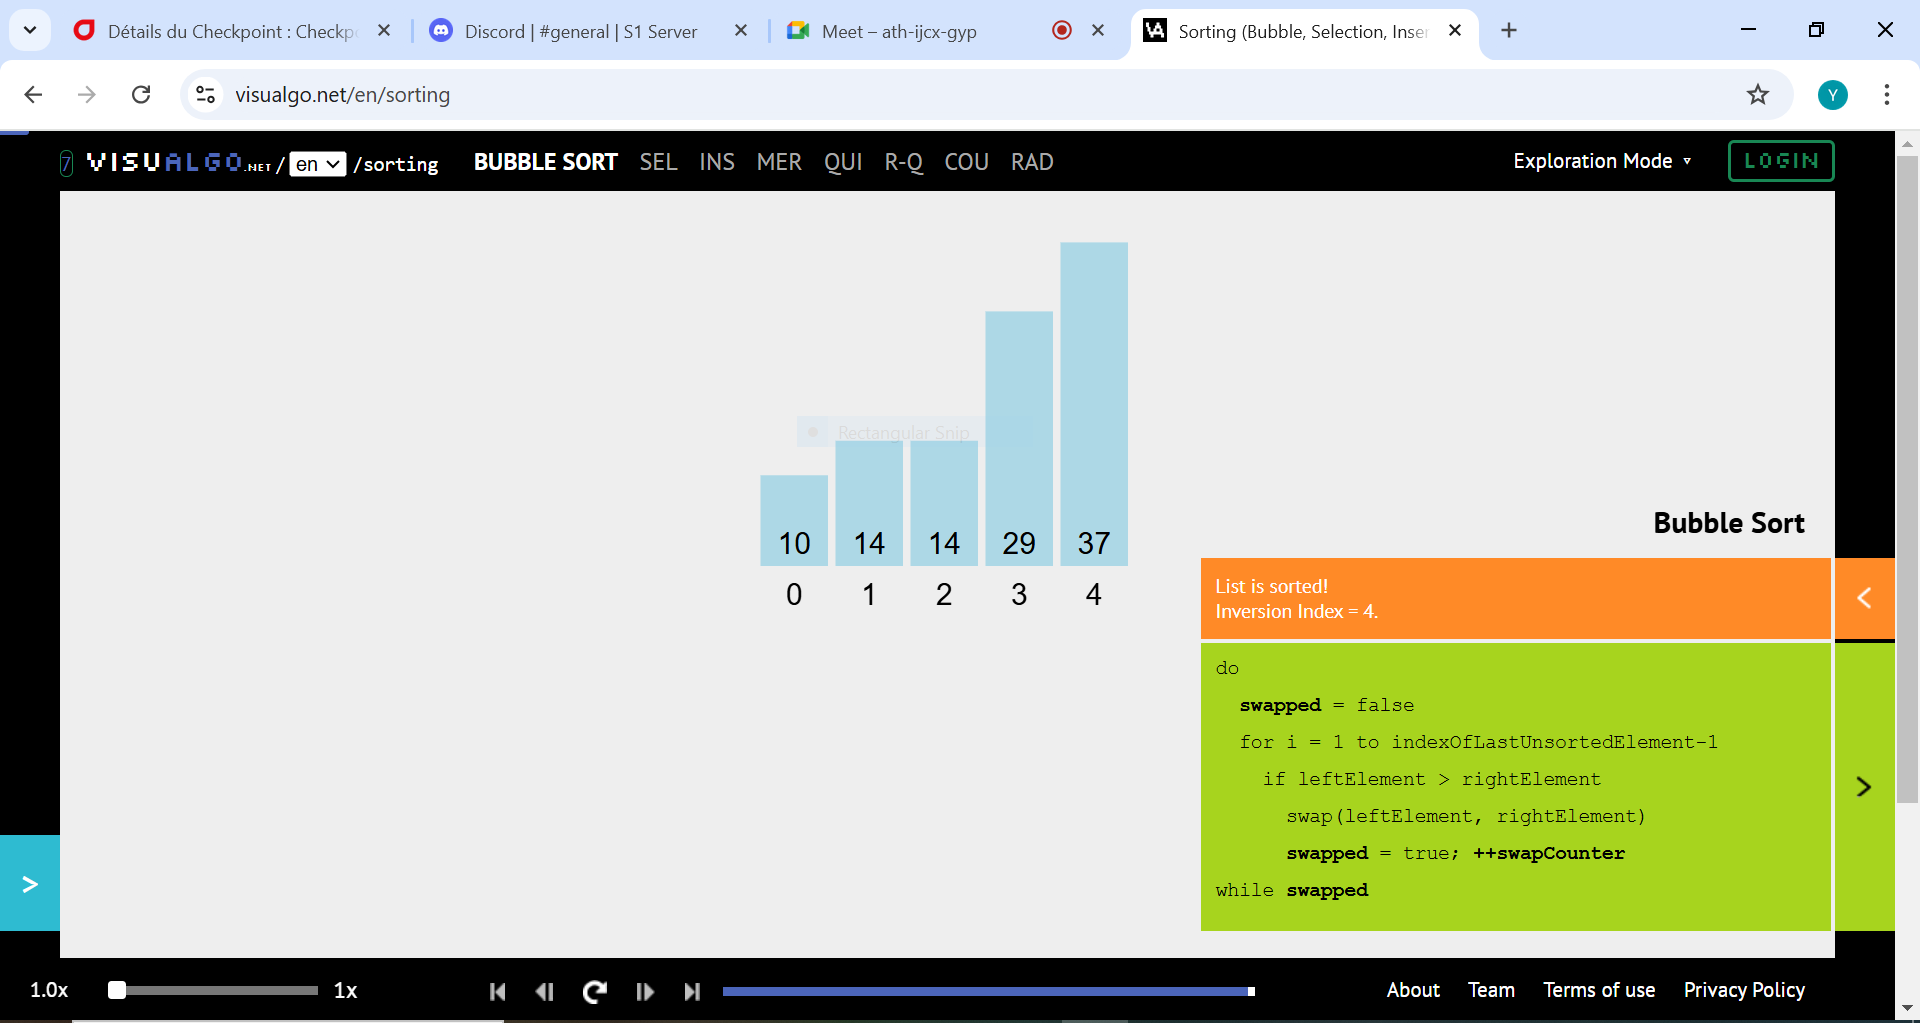 Détails du Checkpoint : Checkp
Discord | #general | S1 Server
Meet – ath-ijcx-gyp
Sorting (Bubble, Selection, Inser
visualgo.net/en/sorting
Y
7 VISUALGO.NET / en /sorting BUBBLE SORT SEL INS MER QUI R-Q COU RAD Exploration Mode ▾ LOGIN
Rectangular Snip
10 14 14 29 37
0 1 2 3 4
Bubble Sort
List is sorted!
Inversion Index = 4.
<
do
swapped = false
for i = 1 to indexOfLastUnsortedElement-1
if leftElement > rightElement
swap(leftElement, rightElement)
swapped = true; ++swapCounter
while swapped
>
>
1.0x 1x About Team Terms of use Privacy Policy